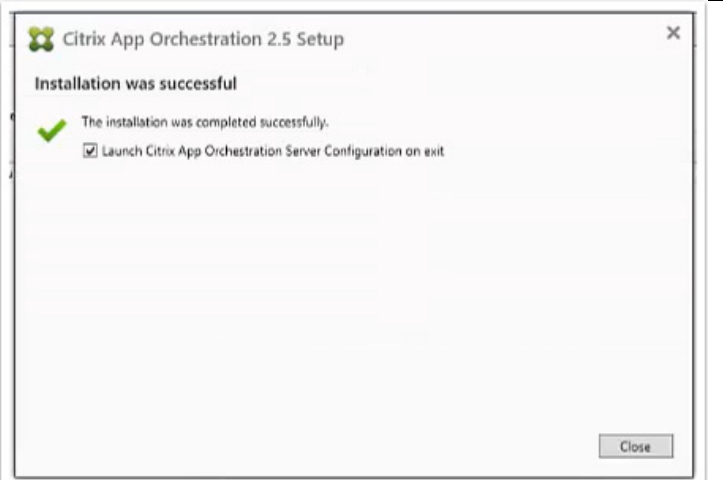 Citrix App Orchestration 2.5 Setup
Installation was successful
The installation was completed successfully.
Launch Citrix App Orchestration Server Configuration on exit
Close